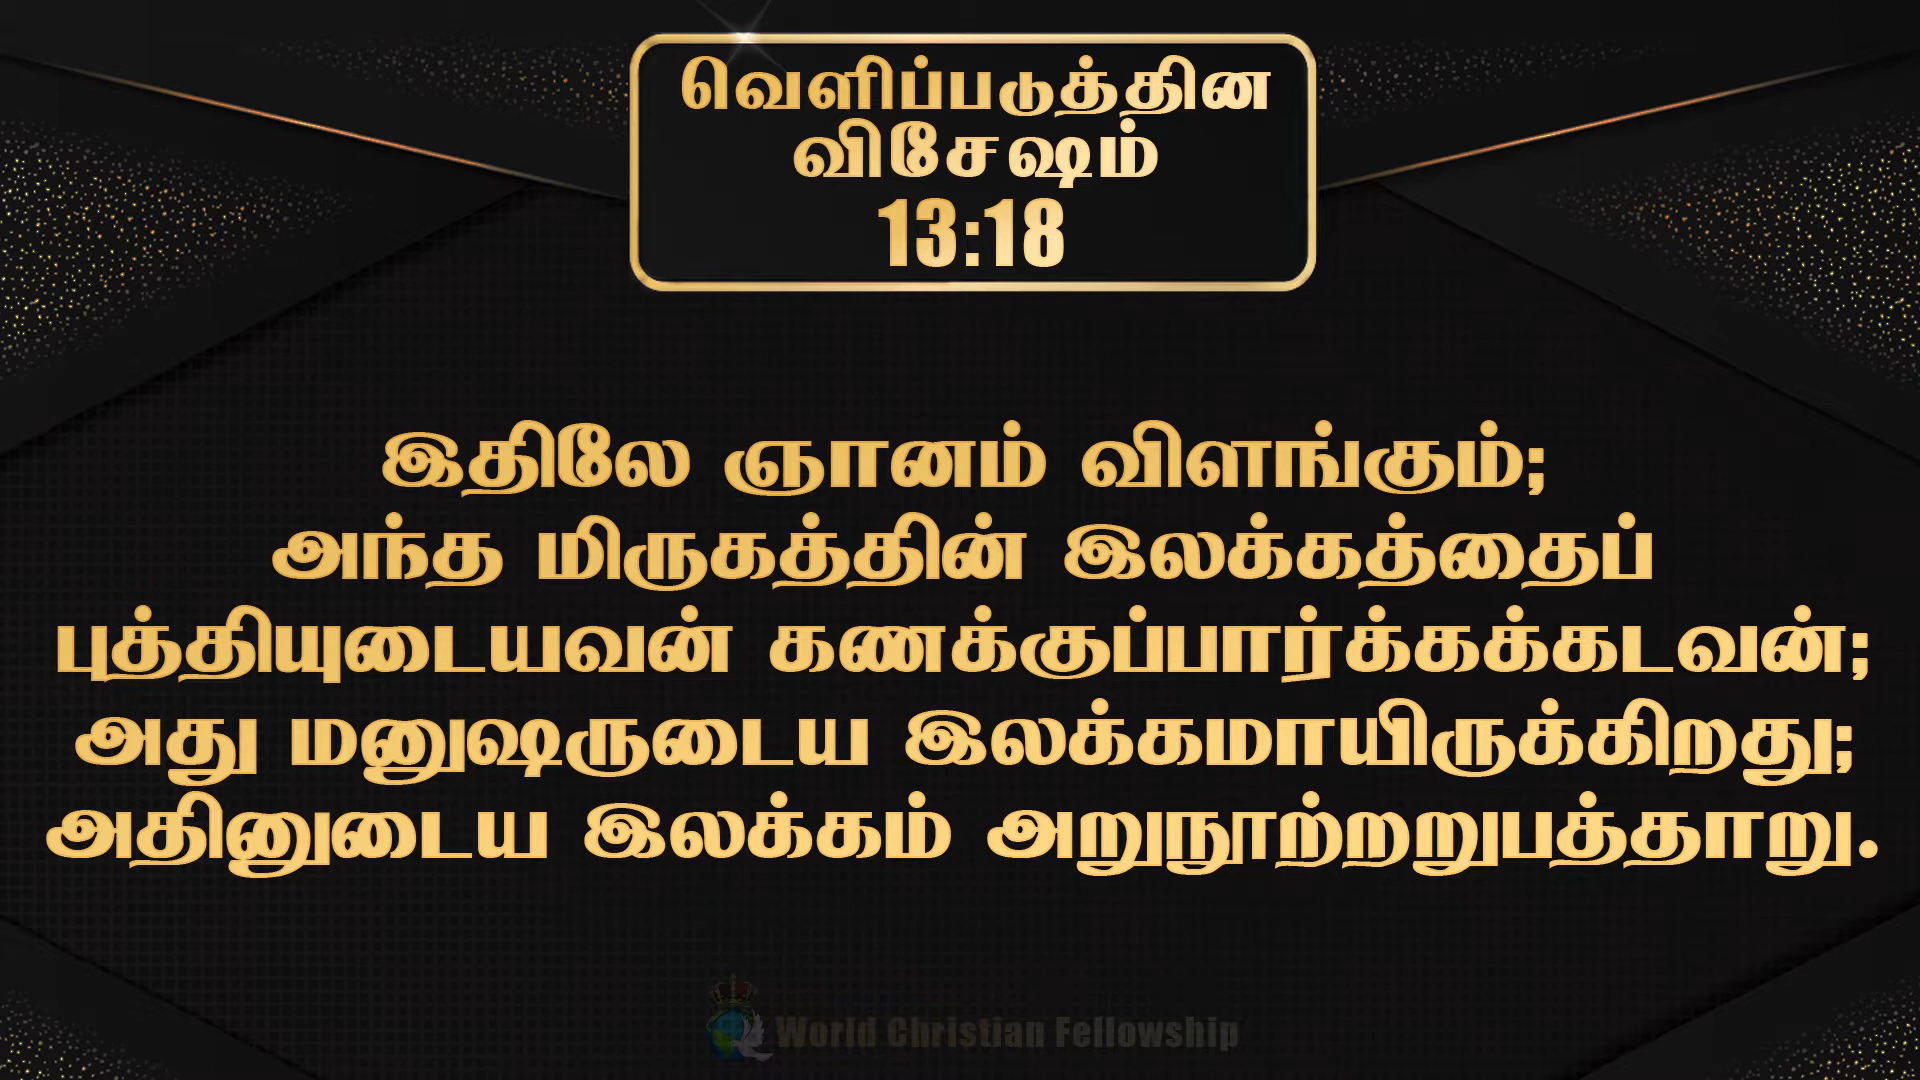 வெளிப்படுத்தின
விசேஷம்
13:18
இதிலே ஞானம் விளங்கும்;
அந்த மிருகத்தின் இலக்கத்தைப்
புத்தியுடையவன் கணக்குப்பார்க்கக்கடவன்;
அது மனுஷருடைய இலக்கமாயிருக்கிறது;
அதினுடைய இலக்கம் அறுநூற்றறுபத்தாறு.
World Christian Fellowship